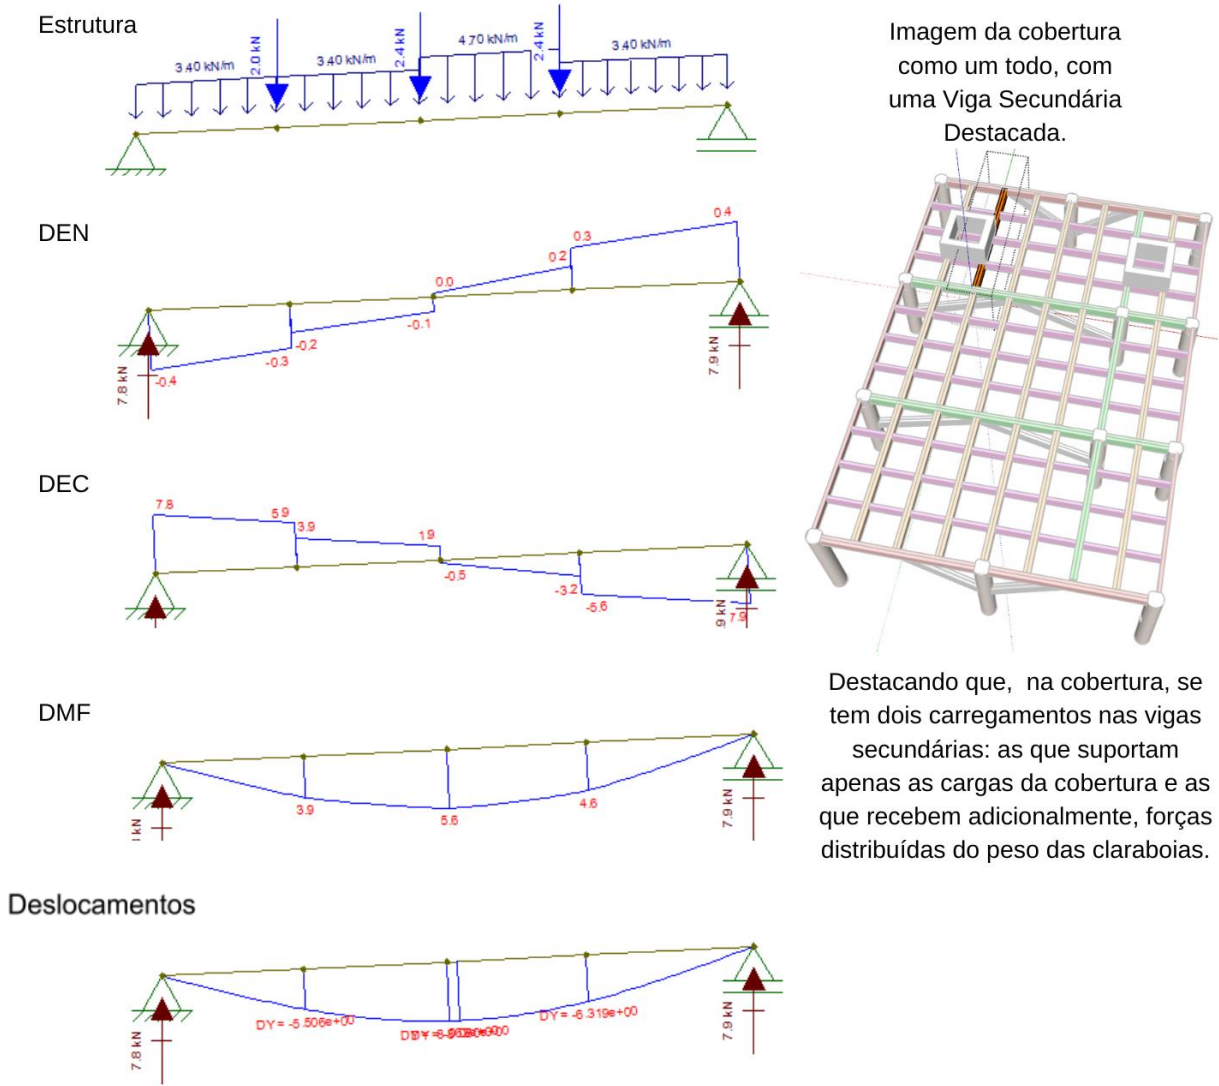 Estrutura
3.40 kN/m
2.0 kN
3.40 kN/m
2.4 kN
4.70 kN/m
2.4 kN
3.40 kN/m
Imagem da cobertura
como um todo, com
uma Viga Secundária
Destacada.
DEN
-0.4
-0.3
-0.2
-0.1
0.0
0.2
0.3
0.4
7.8 kN
7.9 kN
DEC
7.8
5.9
3.9
1.9
-0.5
-3.2
-5.6
7.9
.9 kN
DMF
3.9
5.6
4.6
kN
7.9 kN
Destacando que, na cobertura, se
tem dois carregamentos nas vigas
secundárias: as que suportam
apenas as cargas da cobertura e as
que recebem adicionalmente, forças
distribuídas do peso das claraboias.
Deslocamentos
DY = -5.506e+00
DY = -6.319e+00
7.8 kN
7.9 kN